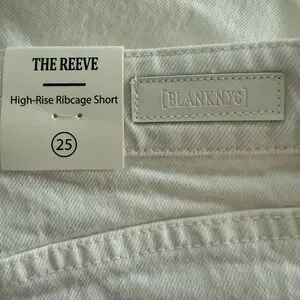 THE REEVE
High-Rise Ribcage Short
25
[BLANKNYC]